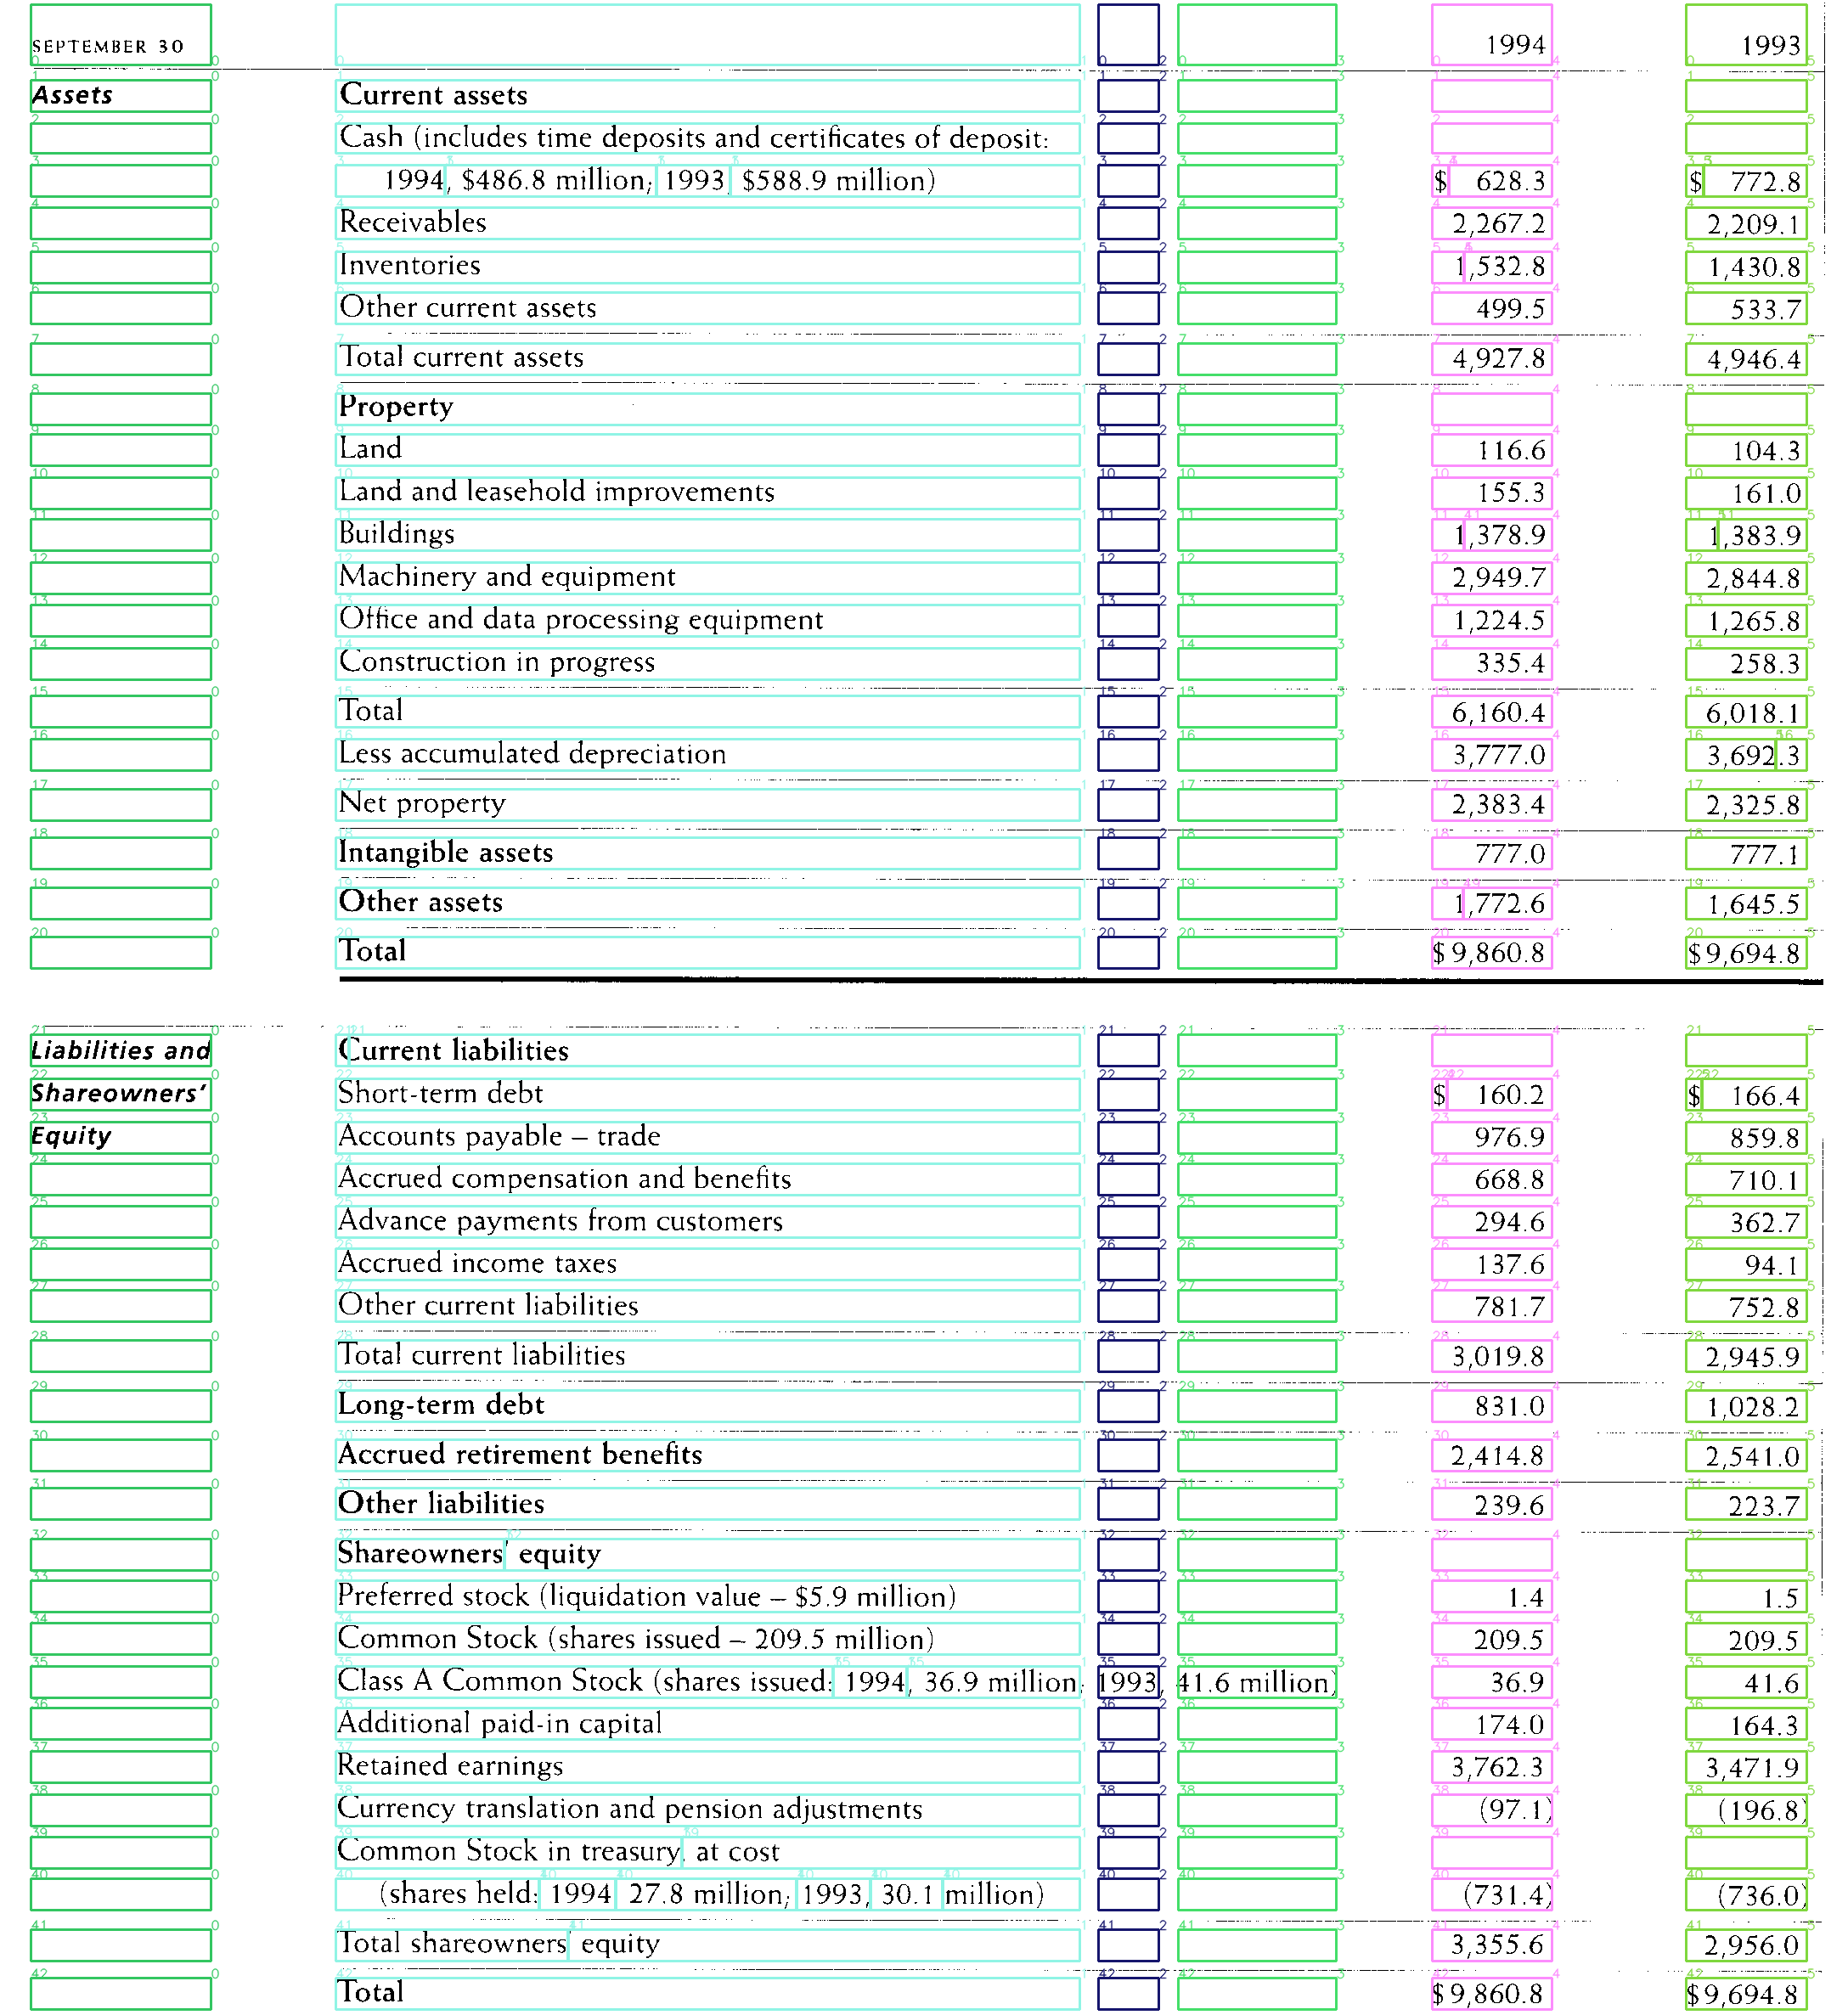 SEPTEMBER 30 1994 1993
Assets Current assets
Cash (includes time deposits and certificates of deposit:
1994, $486.8 million; 1993, $588.9 million) $ 628.3 $ 772.8
Receivables 2,267.2 2,209.1
Inventories 1,532.8 1,430.8
Other current assets 499.5 533.7
Total current assets 4,927.8 4,946.4
Property
Land 116.6 104.3
Land and leasehold improvements 155.3 161.0
Buildings 1,378.9 1,383.9
Machinery and equipment 2,949.7 2,844.8
Office and data processing equipment 1,224.5 1,265.8
Construction in progress 335.4 258.3
Total 6,160.4 6,018.1
Less accumulated depreciation 3,777.0 3,692.3
Net property 2,383.4 2,325.8
Intangible assets 777.0 777.1
Other assets 1,772.6 1,645.5
Total $9,860.8 $9,694.8
Liabilities and Current liabilities
Shareowners' Short-term debt $ 160.2 $ 166.4
Equity Accounts payable – trade 976.9 859.8
Accrued compensation and benefits 668.8 710.1
Advance payments from customers 294.6 362.7
Accrued income taxes 137.6 94.1
Other current liabilities 781.7 752.8
Total current liabilities 3,019.8 2,945.9
Long-term debt 831.0 1,028.2
Accrued retirement benefits 2,414.8 2,541.0
Other liabilities 239.6 223.7
Shareowners' equity
Preferred stock (liquidation value – $5.9 million) 1.4 1.5
Common Stock (shares issued – 209.5 million) 209.5 209.5
Class A Common Stock (shares issued: 1994, 36.9 million; 1993, 41.6 million) 36.9 41.6
Additional paid-in capital 174.0 164.3
Retained earnings 3,762.3 3,471.9
Currency translation and pension adjustments (97.1) (196.8)
Common Stock in treasury, at cost
(shares held: 1994, 27.8 million; 1993, 30.1 million) (731.4) (736.0)
Total shareowners' equity 3,355.6 2,956.0
Total $9,860.8 $9,694.8